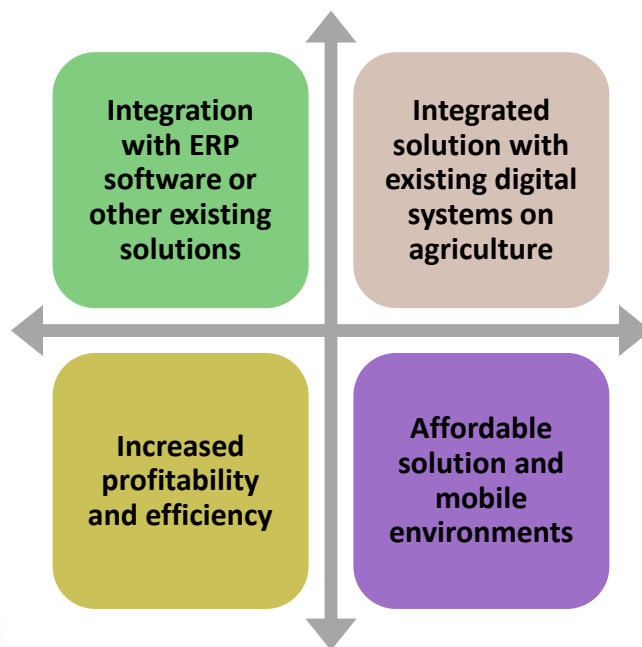 Integration
with ERP
software or
other existing
solutions
Integrated
solution with
existing digital
systems on
agriculture
Increased
profitability
and efficiency
Affordable
solution and
mobile
environments